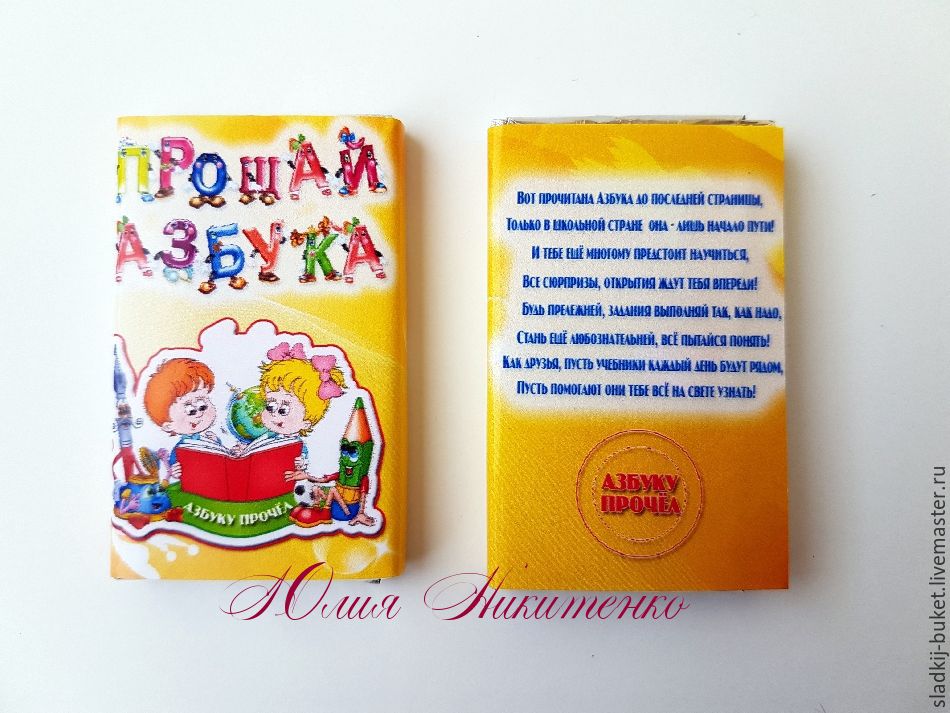 ПРОЩАЙ
АЗБУКА
АЗБУКУ ПРОЧЁЛ
Вот прочитана Азбука до последней страницы,
Только в школьной стране она - лишь начало пути!
И тебе ещё многому предстоит научиться,
Все сюрпризы, открытия ждут тебя впереди!
Будь прележней, задания выполняй так, как надо,
Стань ещё любознательней, всё пытайся понять!
Как друзья, пусть учебники каждый день будут рядом,
Пусть помогают они тебе всё на свете узнать!
АЗБУКУ
ПРОЧЁЛ
Юлия Никитенко
sladkij-buket.livemaster.ru